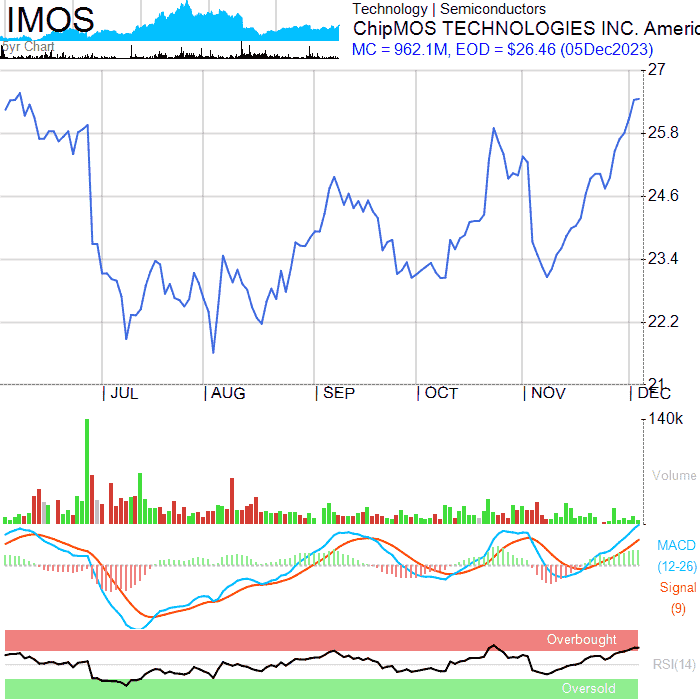 IMOS
5yr Chart
Technology | Semiconductors
ChipMOS TECHNOLOGIES INC. Americ
MC = 962.1M, EOD = $26.46 (05Dec2023)
27
25.8
24.6
23.4
22.2
21
| JUL | AUG | SEP | OCT | NOV | DEC
140k
Volume
MACD
(12-26)
Signal
(9)
Overbought
RSI(14)
Oversold